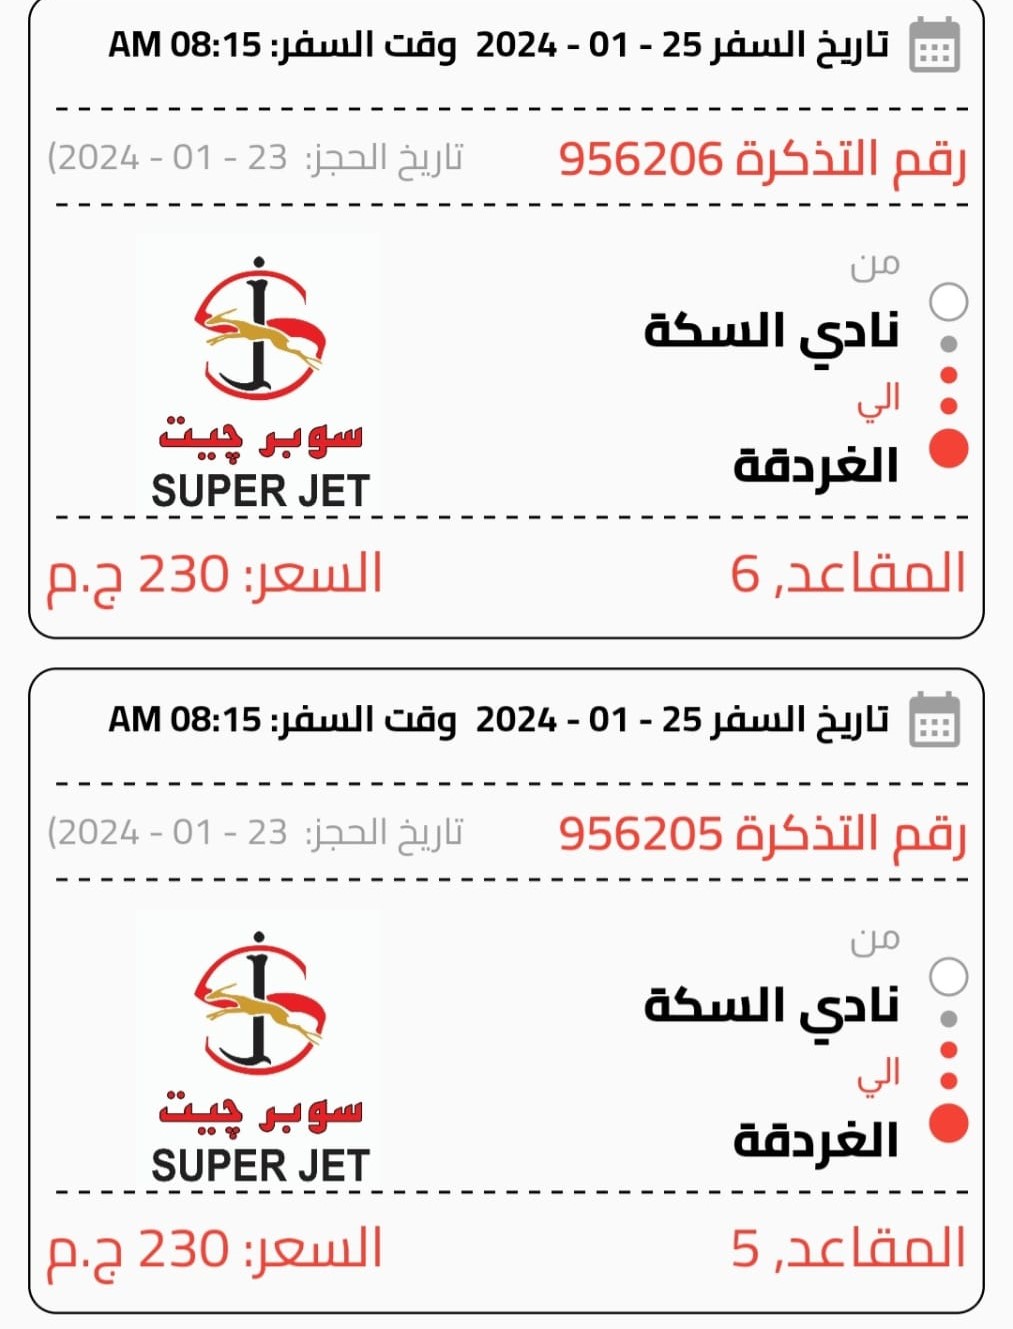 تاريخ السفر 25 - 01 - 2024 وقت السفر: 08:15 AM
رقم التذكرة 956206 تاريخ الحجز: 23 - 01 - 2024)
من
نادي السكة
الي
الغردقة
سوبر چيت
SUPER JET
المقاعد, 6 السعر: 230 ج.م
تاريخ السفر 25 - 01 - 2024 وقت السفر: 08:15 AM
رقم التذكرة 956205 تاريخ الحجز: 23 - 01 - 2024)
من
نادي السكة
الي
الغردقة
سوبر چيت
SUPER JET
المقاعد, 5 السعر: 230 ج.م